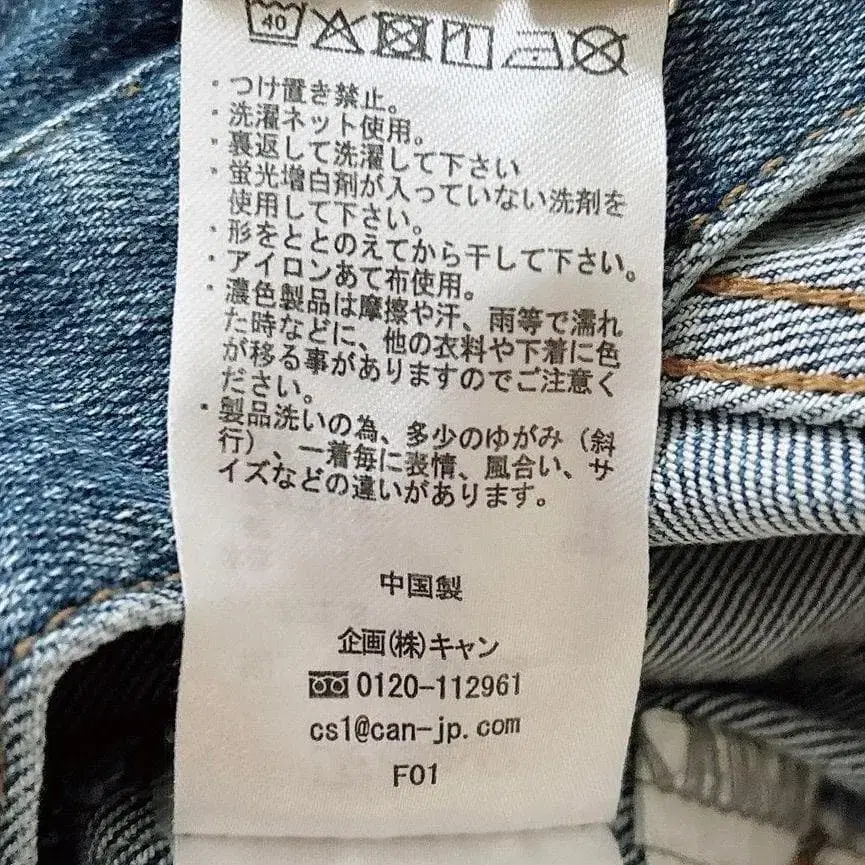 40
・つけ置き禁止。
・洗濯ネット使用。
・裏返して洗濯して下さい
・蛍光増白剤が入っていない洗剤を
使用して下さい。
・形をととのえてから干して下さい。
・アイロンあて布使用。
・濃色製品は摩擦や汗、雨等で濡れ
た時などに、他の衣料や下着に色
が移る事がありますのでご注意く
ださい。
・製品洗いの為、多少のゆがみ（斜
行）、一着毎に表情、風合い、サ
イズなどの違いがあります。
中国製
企画(株)キャン
0120-112961
cs1@can-jp.com
F01